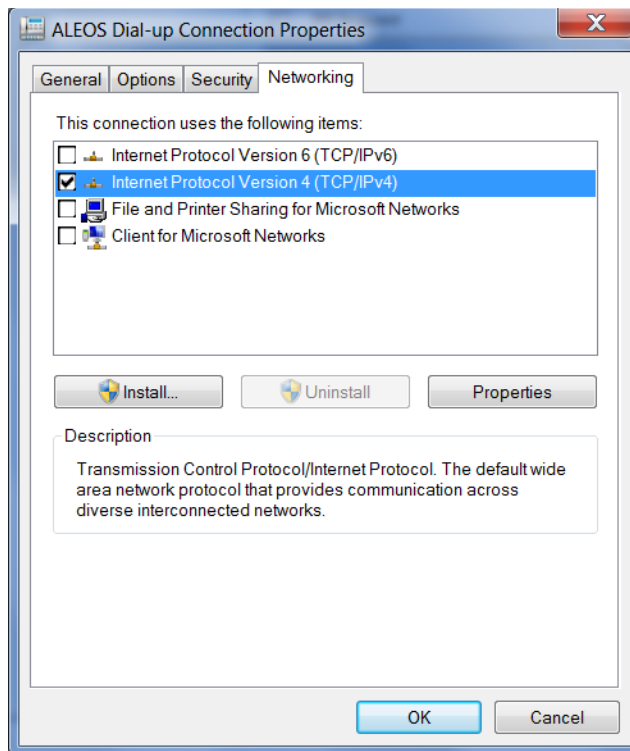 ALEOS Dial-up Connection Properties
General Options Security Networking
This connection uses the following items:
Internet Protocol Version 6 (TCP/IPv6)
Internet Protocol Version 4 (TCP/IPv4)
File and Printer Sharing for Microsoft Networks
Client for Microsoft Networks
Install... Uninstall Properties
Description
Transmission Control Protocol/Internet Protocol. The default wide
area network protocol that provides communication across
diverse interconnected networks.
OK Cancel